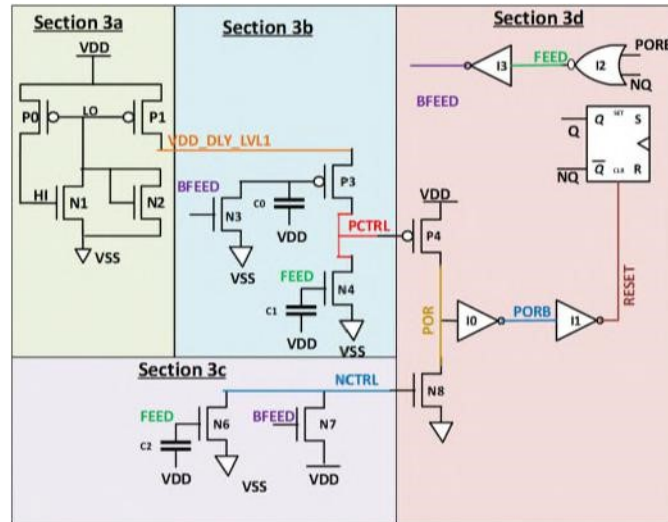 Section 3a
VDD
P0
LO
P1
HI
N1
N2
VSS
Section 3b
VDD_DLY_LVL1
BFEED
N3
C0
P3
VDD
VSS
PCTRL
FEED
N4
C1
VDD
VSS
Section 3c
NCTRL
FEED
N6
BFEED
N7
C2
VDD
VSS
VDD
Section 3d
PORB
I3
FEED
I2
NQ
BFEED
Q
Q SET S
NQ
Q CLR R
VDD
P4
POR
I0
PORB
I1
RESET
N8